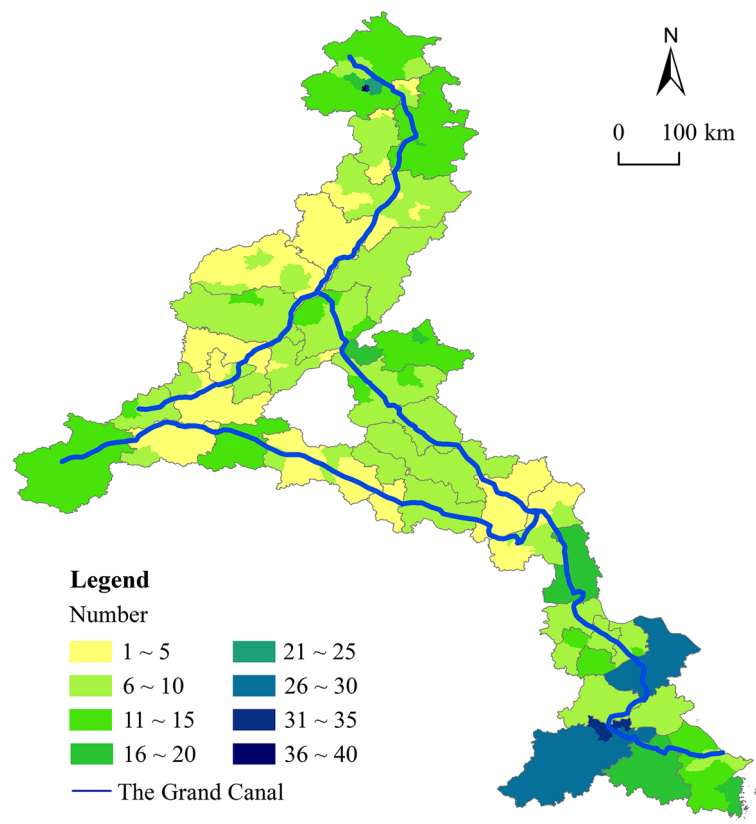 N
0 100 km
Legend
Number
1 ~ 5 21 ~ 25
6 ~ 10 26 ~ 30
11 ~ 15 31 ~ 35
16 ~ 20 36 ~ 40
The Grand Canal